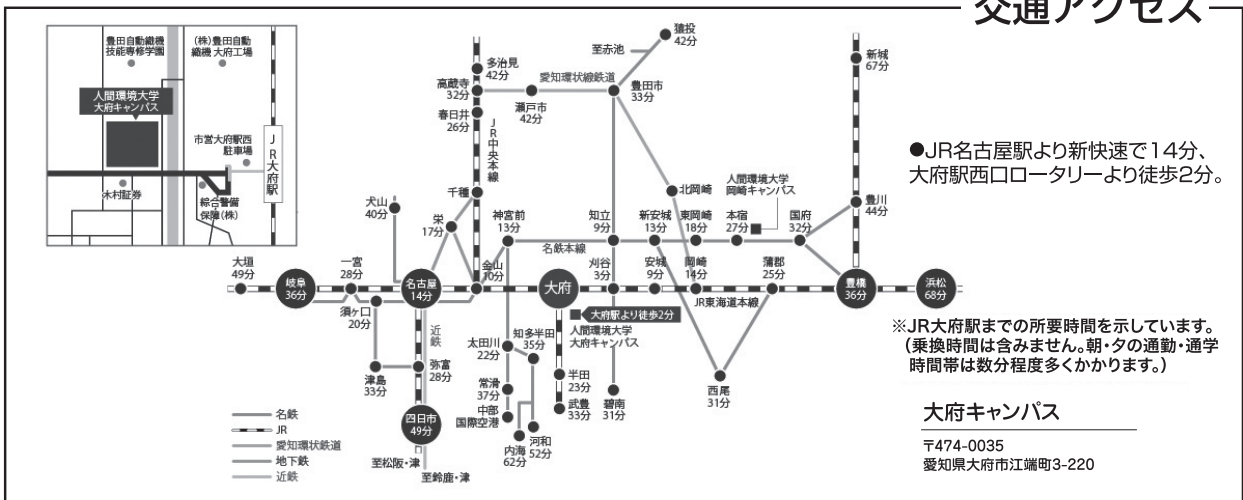 交通アクセス
豊田自動織機
技能専修学園
(株)豊田自動
織機 大府工場
人間環境大学
大府キャンパス
市営大府駅西
駐車場
JR大府駅
木村証券
綜合警備
保障(株)
猿投
42分
至赤池
新城
67分
多治見
42分
愛知環状線鉄道
高蔵寺
32分
瀬戸市
42分
豊田市
33分
春日井
26分
JR中央本線
●JR名古屋駅より新快速で14分、
大府駅西口ロータリーより徒歩2分。
千種
北岡崎
人間環境大学
岡崎キャンパス
犬山
40分
栄
17分
神宮前
13分
知立
9分
新安城
13分
東岡崎
18分
本宿
27分
国府
32分
豊川
44分
名鉄本線
大垣
49分
岐阜
36分
一宮
28分
名古屋
14分
金山
10分
大府
刈谷
3分
安城
9分
岡崎
14分
蒲郡
25分
豊橋
36分
浜松
68分
JR東海道本線
須ヶ口
20分
大府駅より徒歩2分
人間環境大学
大府キャンパス
近鉄
太田川
22分
知多半田
35分
※JR大府駅までの所要時間を示しています。
(乗換時間は含みません。朝・夕の通勤・通学
時間帯は数分程度多くかかります。)
津島
33分
弥富
28分
常滑
37分
半田
23分
西尾
31分
中部
国際空港
武豊
33分
碧南
31分
四日市
49分
内海
62分
河和
52分
至松阪・津
至鈴鹿・津
名鉄
JR
愛知環状鉄道
地下鉄
近鉄
大府キャンパス
〒474-0035
愛知県大府市江端町3-220